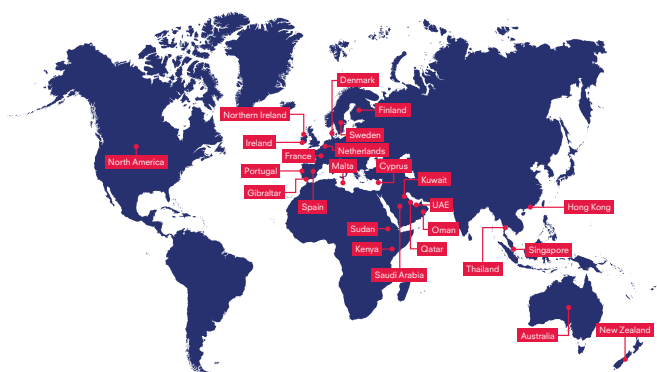 Denmark
Finland
Northern Ireland
Sweden
Ireland
Netherlands
France
Malta
Cyprus
Portugal
Kuwait
Gibraltar
Spain
UAE
Hong Kong
Sudan
Oman
Kenya
Qatar
Singapore
North America
Thailand
Saudi Arabia
New Zealand
Australia